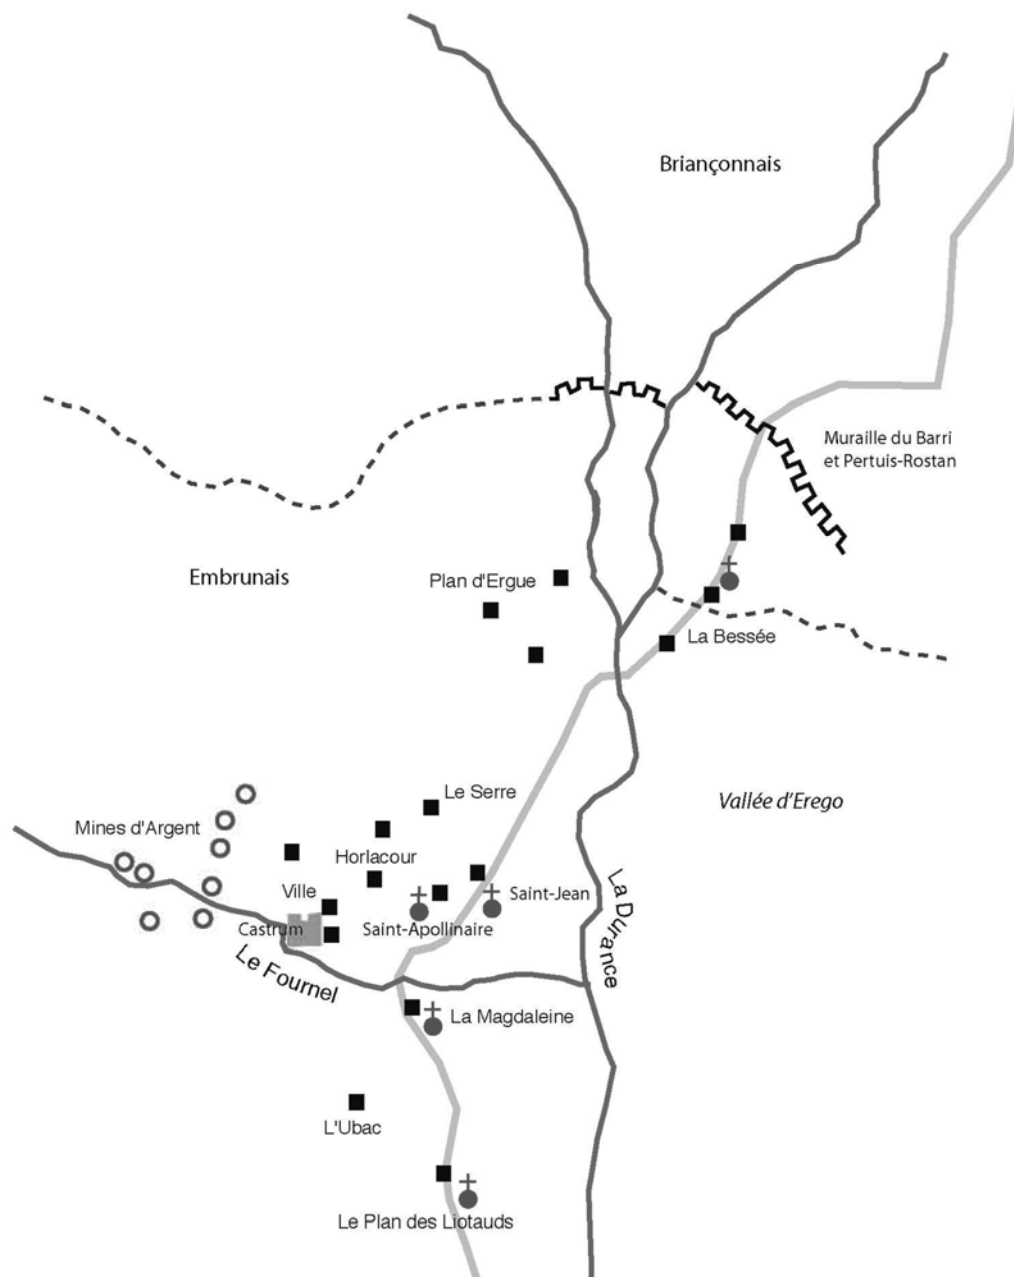 Briançonnais
Muraille du Barri
et Pertuis-Rostan
Embrunais
Plan d'Ergue
La Bessée
Vallée d'Erego
Le Serre
Mines d'Argent
Horlacour
Ville
Saint-Jean
Castrum
Saint-Apollinaire
La Durance
Le Fournel
La Magdaleine
L'Ubac
Le Plan des Liotauds